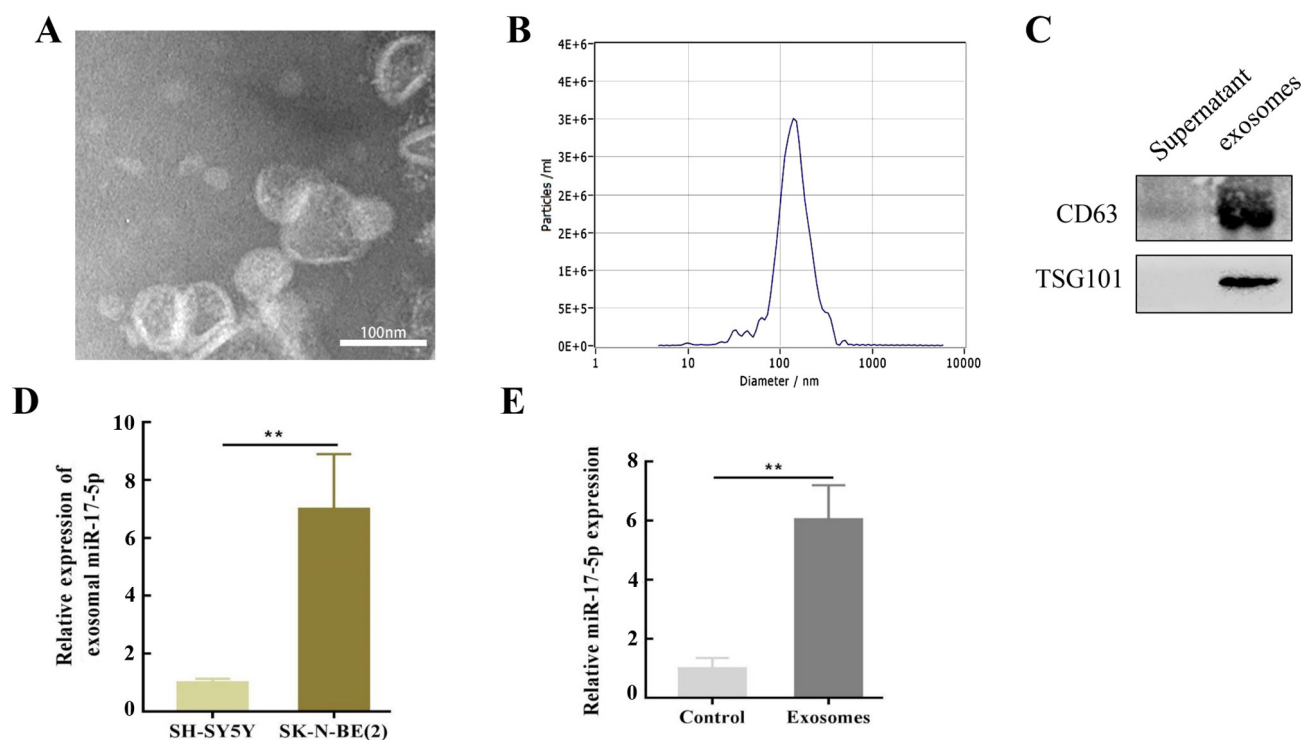 A
100nm
B
4E+6
4E+6
3E+6
3E+6
2E+6
2E+6
1E+6
5E+5
0E+0
Particles /ml
1 10 100 1000 10000
Diameter / nm
C
Supernatant
exosomes
CD63
TSG101
D
Relative expression of
exosomal miR-17-5p
10
8
6
4
2
0
**
SH-SY5Y SK-N-BE(2)
E
Relative miR-17-5p expression
8
6
4
2
0
**
Control Exosomes